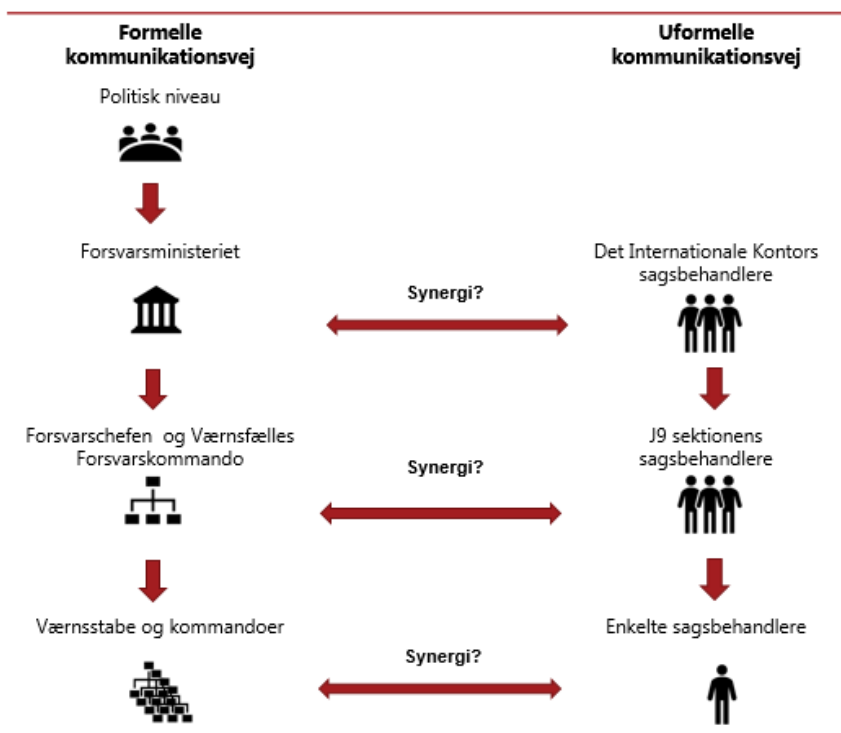 Formelle
kommunikationsvej
Uformelle
kommunikationsvej
Politisk niveau
Forsvarsministeriet
Synergi?
Det Internationale Kontors
sagsbehandlere
Forsvarschefen og Værnsfælles
Forsvarskommando
Synergi?
J9 sektionens
sagsbehandlere
Værnsstabe og kommandoer
Synergi?
Enkelte sagsbehandlere